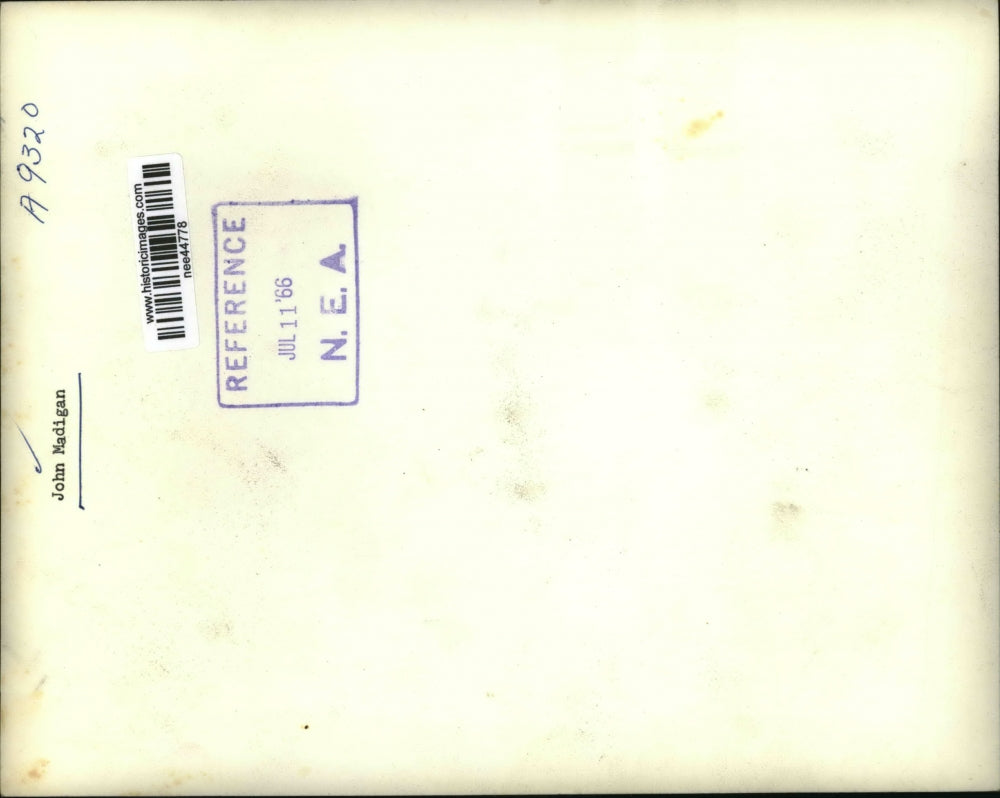 A9320
John Madigan
www.historicimages.com
nee44778
REFERENCE
JUL 11 '66
N. E. A.